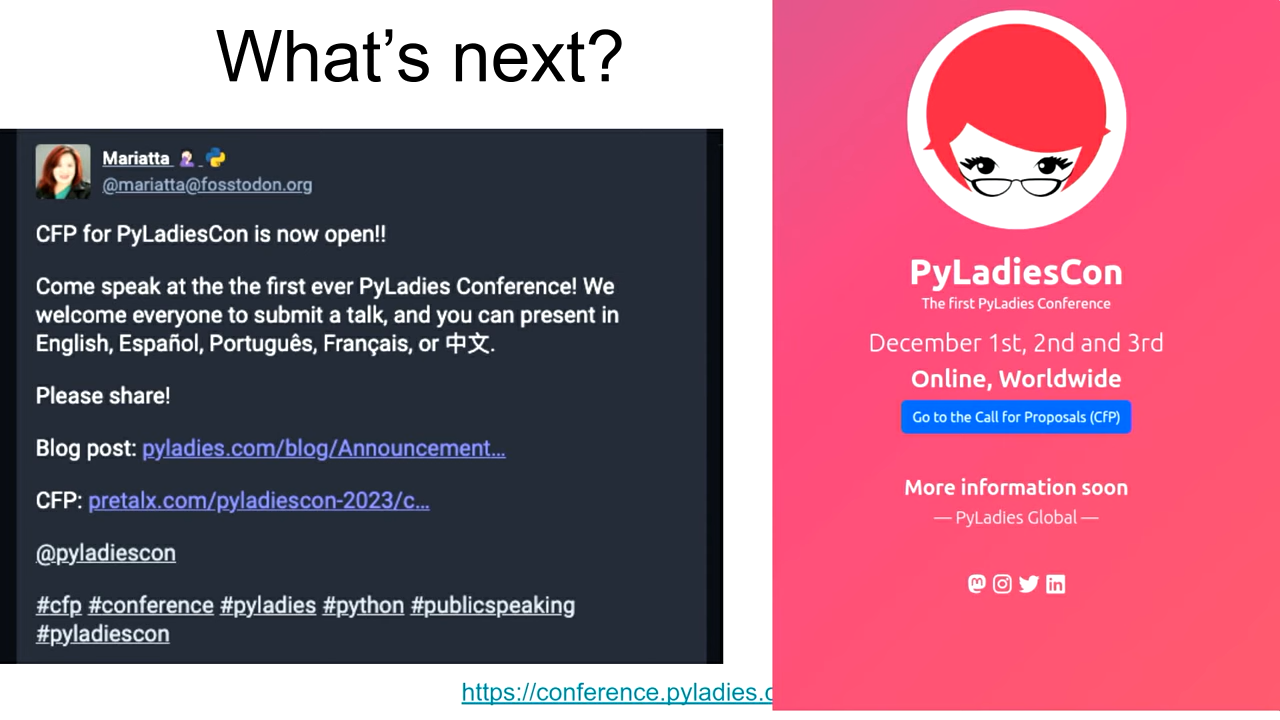 What’s next?
Mariatta
@mariatta@fosstodon.org
CFP for PyLadiesCon is now open!!
Come speak at the the first ever PyLadies Conference! We
welcome everyone to submit a talk, and you can present in
English, Español, Português, Français, or 中文.
Please share!
Blog post: pyladies.com/blog/Announcement...
CFP: pretalx.com/pyladiescon-2023/c...
@pyladiescon
#cfp #conference #pyladies #python #publicspeaking
#pyladiescon
https://conference.pyladies.c
PyLadiesCon
The first PyLadies Conference
December 1st, 2nd and 3rd
Online, Worldwide
Go to the Call for Proposals (CfP)
More information soon
— PyLadies Global —